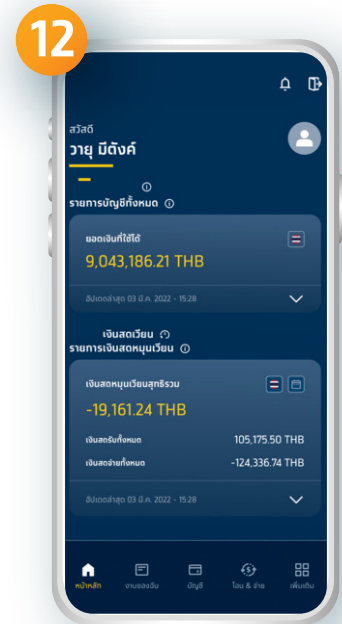 12
สวัสดี
วายุ มีตังค์
รายการบัญชีทั้งหมด
ยอดเงินที่ใช้ได้
9,043,186.21 THB
อัปเดตล่าสุด 03 มี.ค. 2022 - 15:28
เงินสดเวียน
รายการเงินสดหมุนเวียน
เงินสดหมุนเวียนสุทธิรวม
-19,161.24 THB
เงินสดรับทั้งหมด 105,175.50 THB
เงินสดจ่ายทั้งหมด -124,336.74 THB
อัปเดตล่าสุด 03 มี.ค. 2022 - 15:28
หน้าหลัก งานของฉัน บัญชี โอน & จ่าย เพิ่มเติม